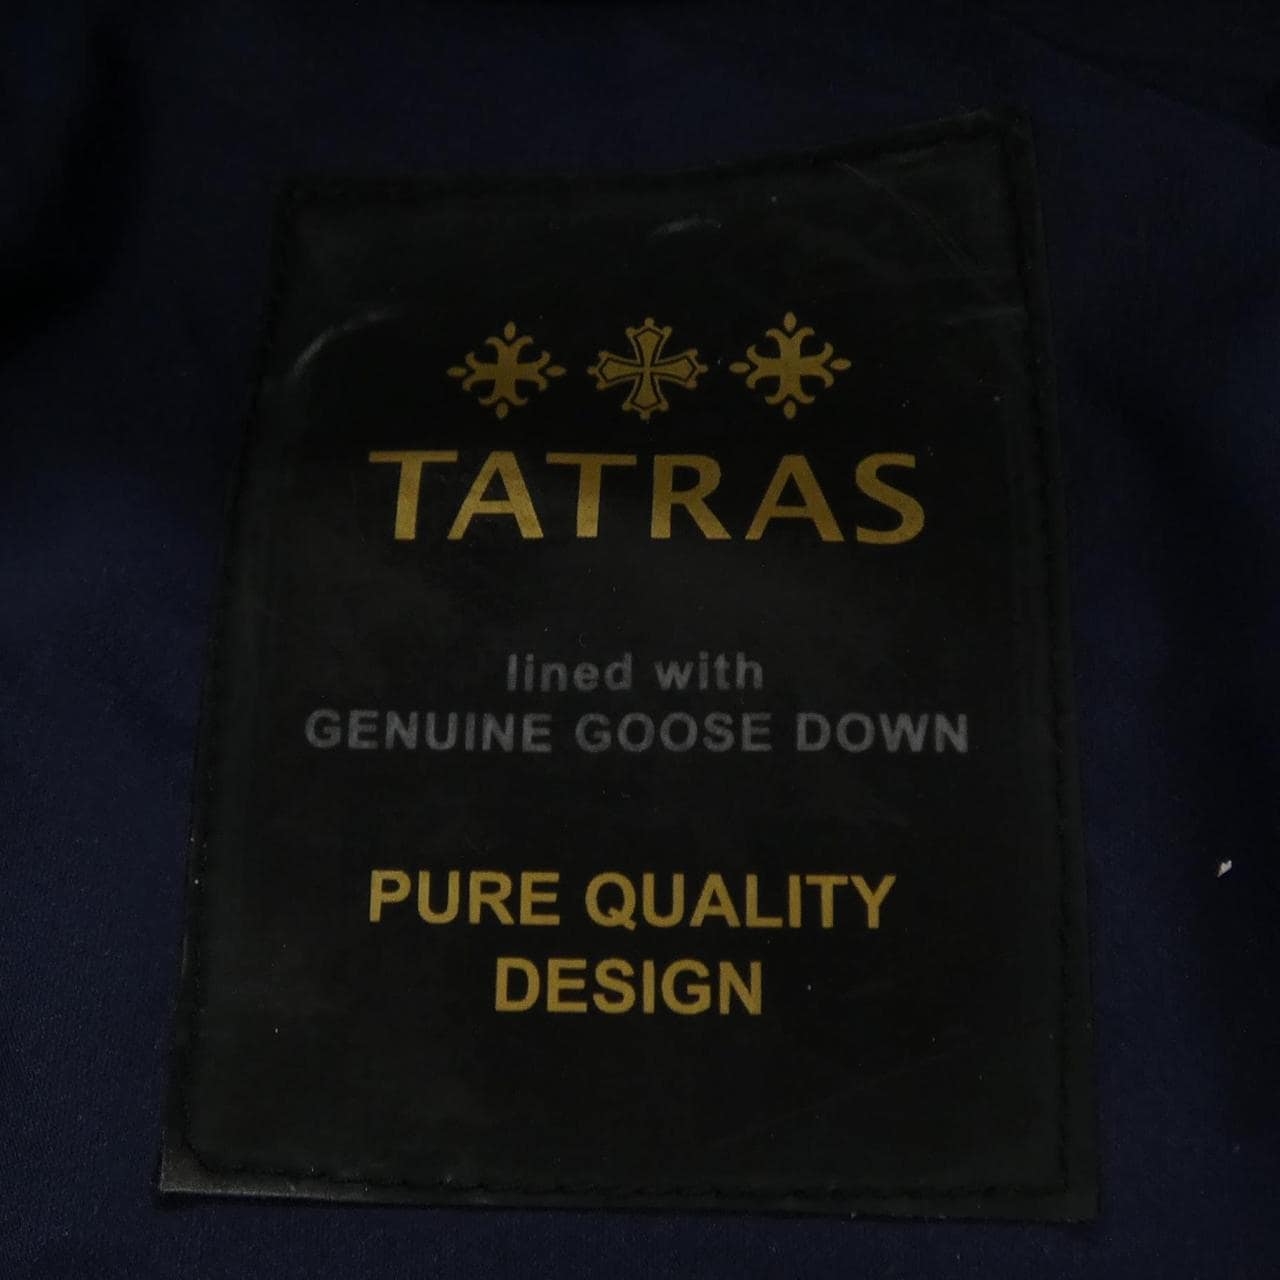 TATRAS
lined with
GENUINE GOOSE DOWN
PURE QUALITY
DESIGN